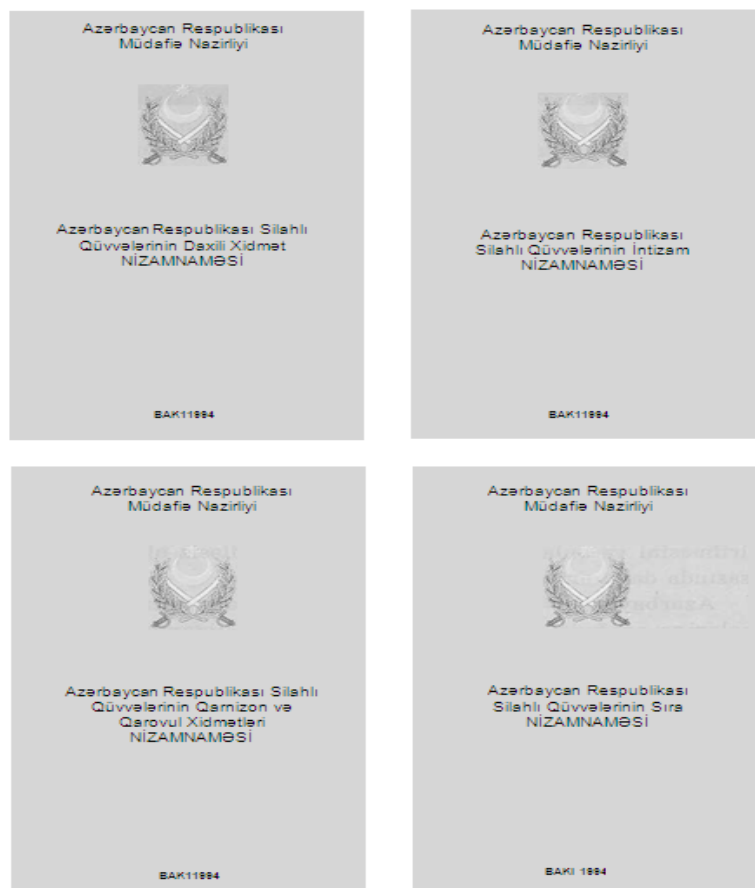 Azərbaycan Respublikası
Müdafiə Nazirliyi
Azərbaycan Respublikası Silahlı
Qüvvələrinin Daxili Xidmət
NİZAMNAMƏSİ
BAK11994
Azərbaycan Respublikası
Müdafiə Nazirliyi
Azərbaycan Respublikası
Silahlı Qüvvələrinin İntizam
NİZAMNAMƏSİ
BAK11994
Azərbaycan Respublikası
Müdafiə Nazirliyi
Azərbaycan Respublikası Silahlı
Qüvvələrinin Qarnizon və
Qarovul Xidmətləri
NİZAMNAMƏSİ
BAK11994
Azərbaycan Respublikası
Müdafiə Nazirliyi
Azərbaycan Respublikası
Silahlı Qüvvələrinin Sıra
NİZAMNAMƏSİ
BAKI 1994